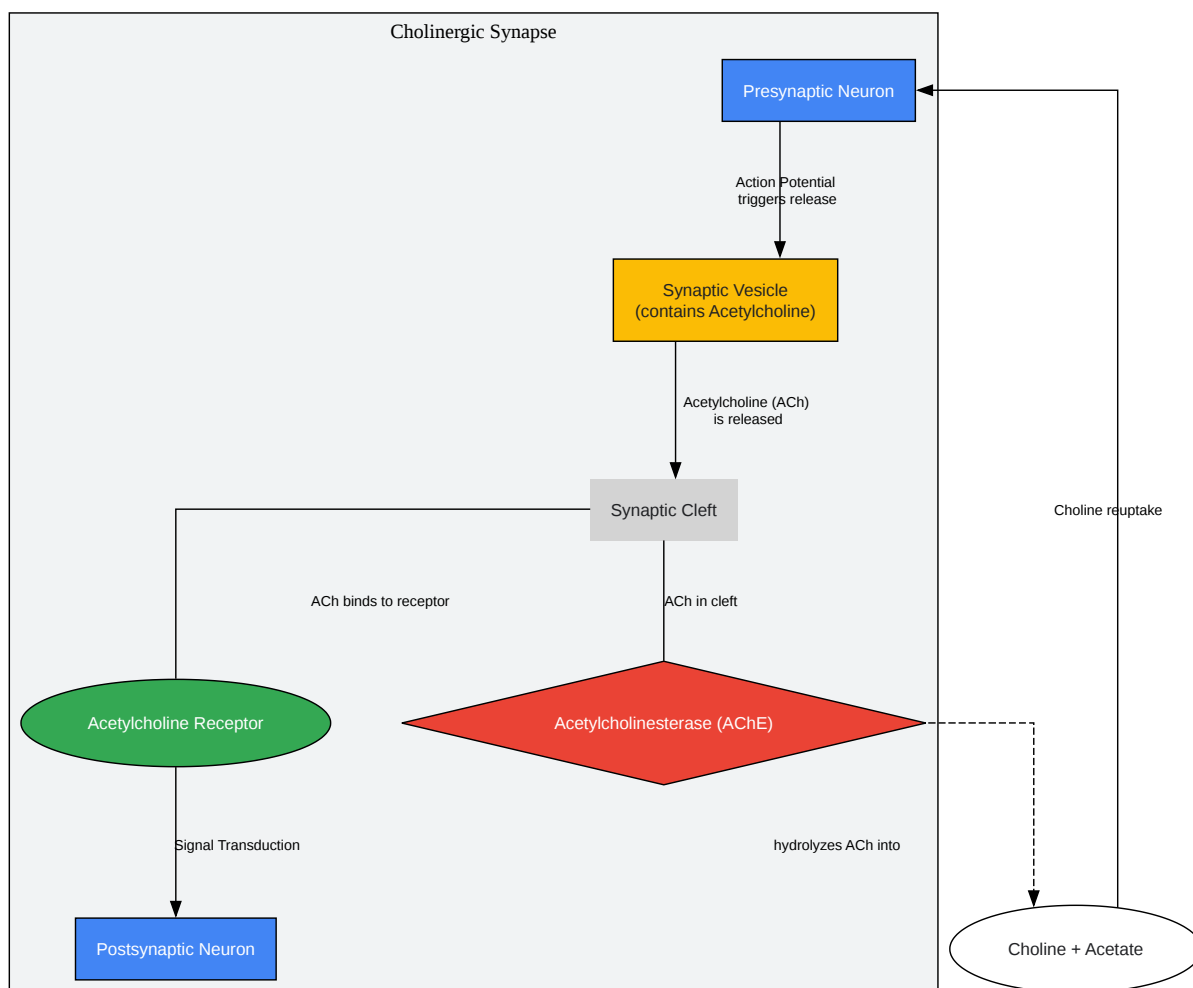 Cholinergic Synapse
Presynaptic Neuron
Action Potential
triggers release
Synaptic Vesicle
(contains Acetylcholine)
Acetylcholine (ACh)
is released
Synaptic Cleft
Choline reuptake
ACh binds to receptor
ACh in cleft
Acetylcholine Receptor
Acetylcholinesterase (AChE)
Signal Transduction
hydrolyzes ACh into
Postsynaptic Neuron
Choline + Acetate